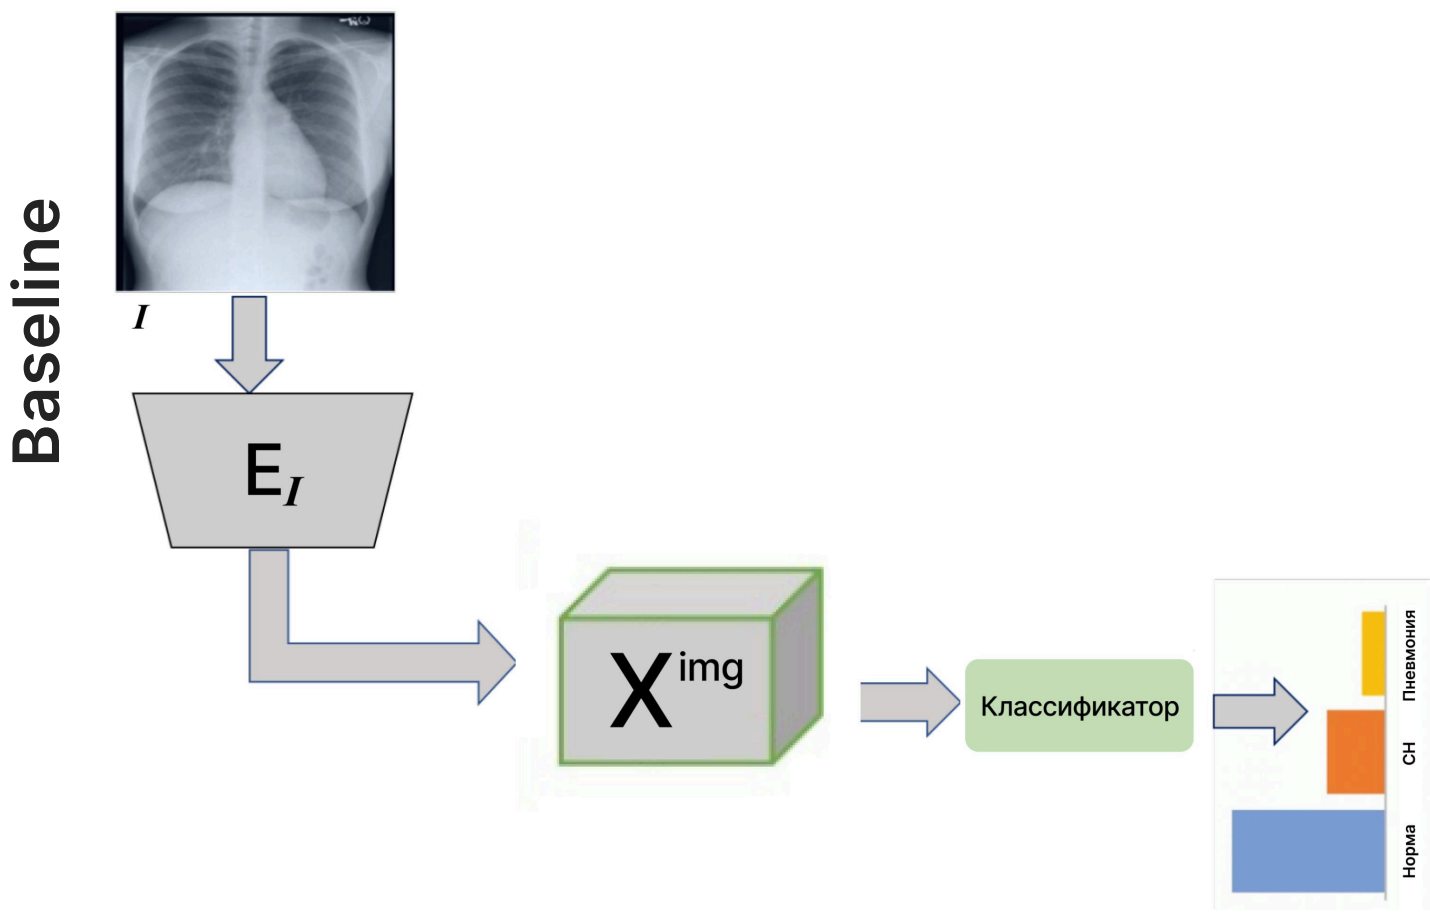 Baseline
I
E_I
X^img
Классификатор
Пневмония
СН
Норма